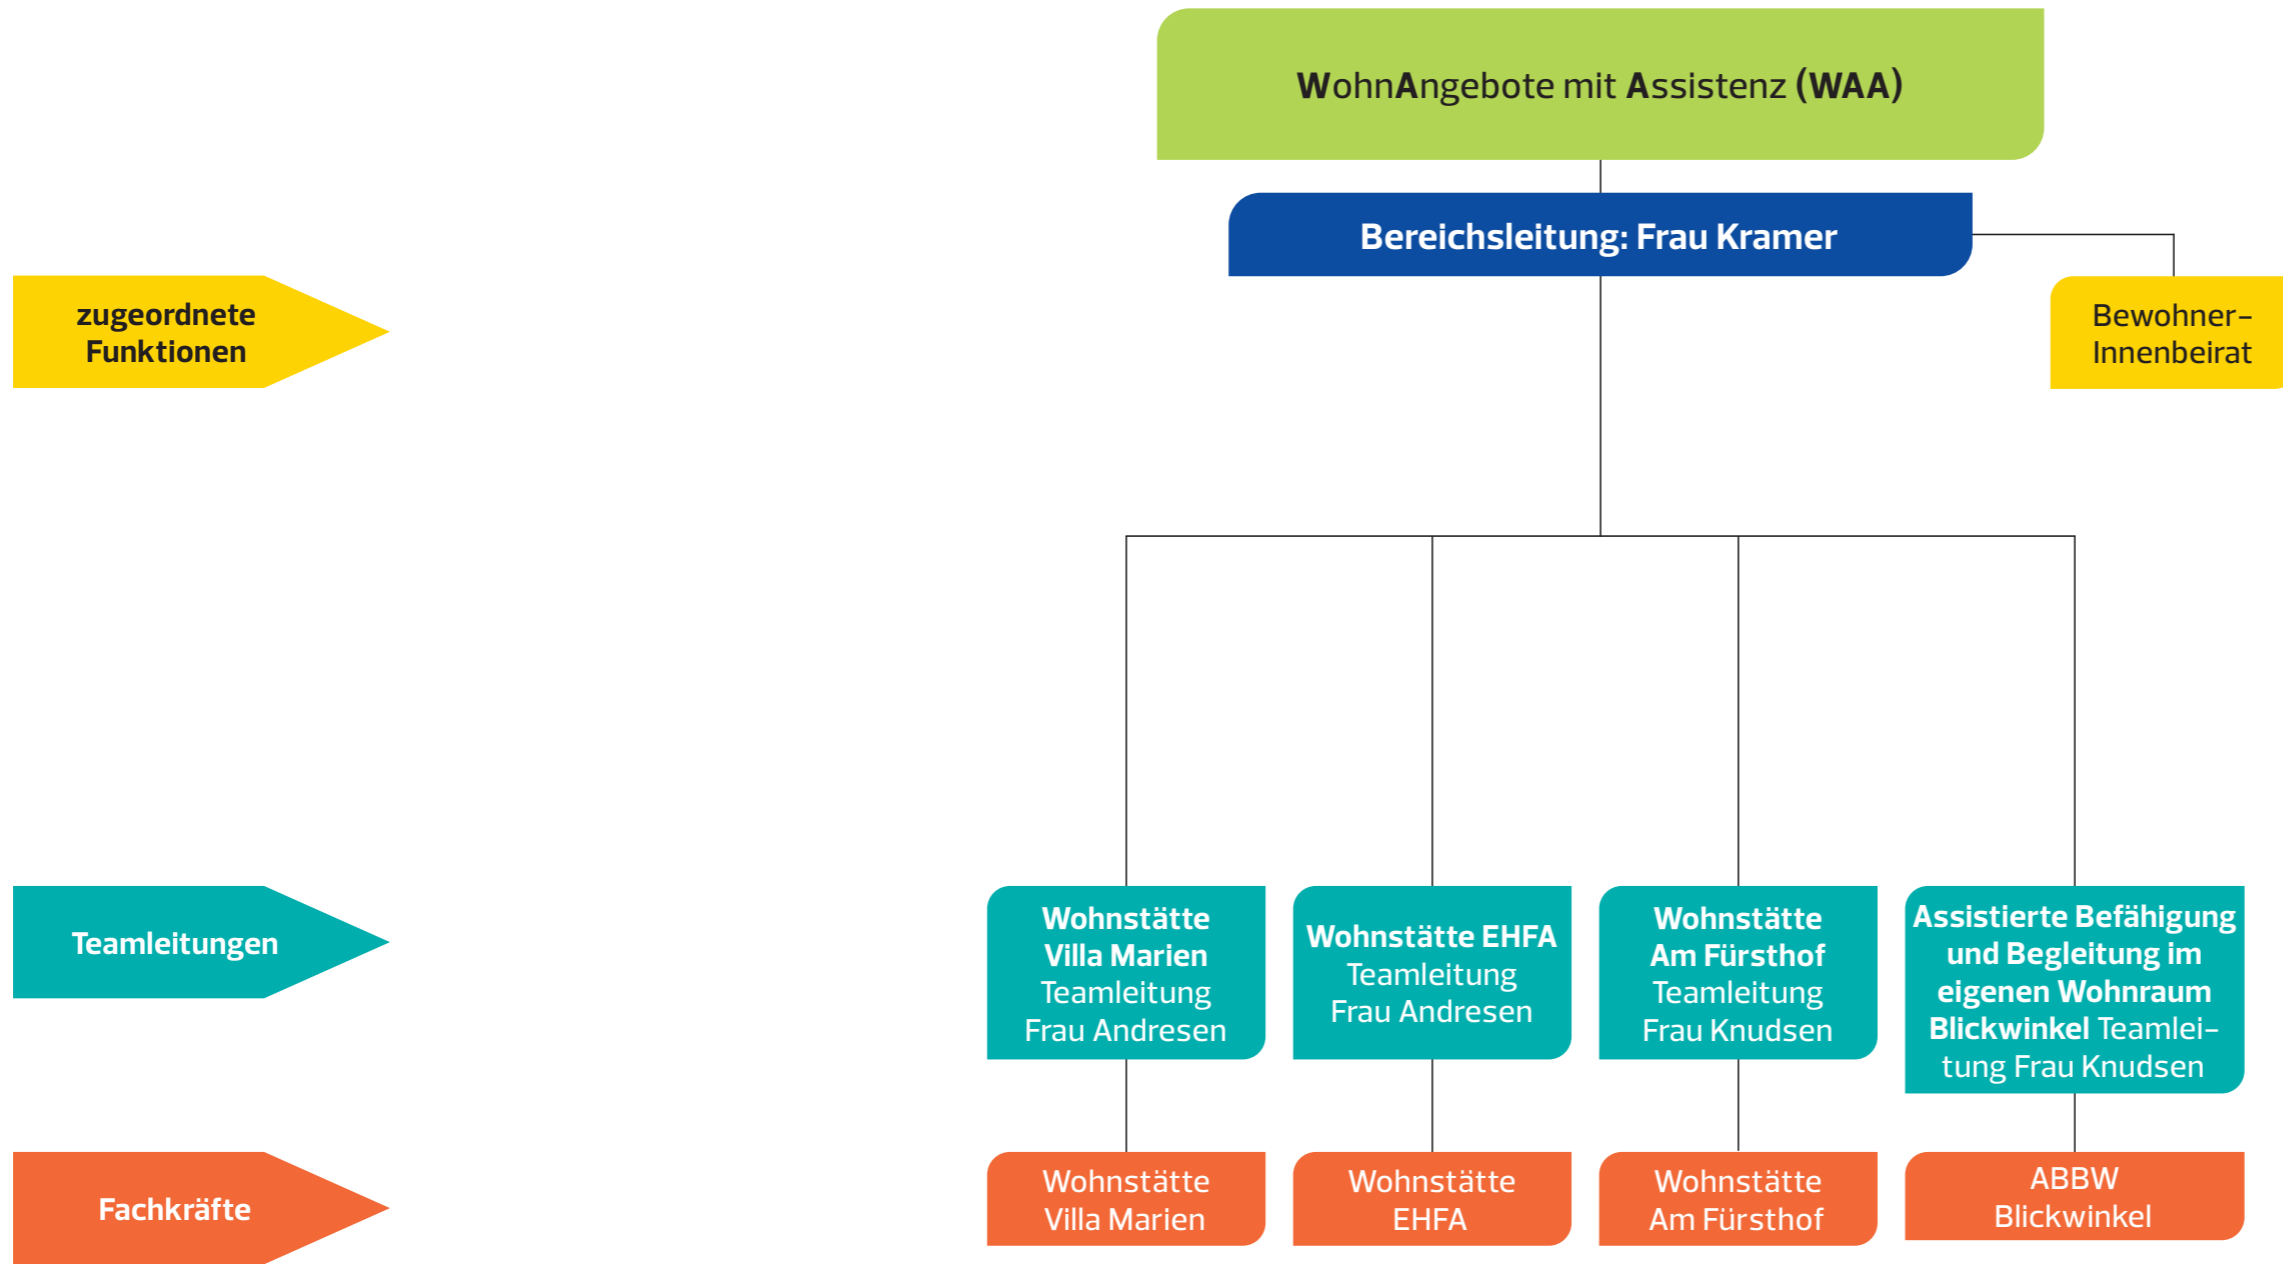 WohnAngebote mit Assistenz (WAA)
Bereichsleitung: Frau Kramer
zugeordnete
Funktionen
Bewohner-
Innenbeirat
Teamleitungen
Wohnstätte
Villa Marien
Teamleitung
Frau Andresen
Wohnstätte EHFA
Teamleitung
Frau Andresen
Wohnstätte
Am Fürsthof
Teamleitung
Frau Knudsen
Assistierte Befähigung
und Begleitung im
eigenen Wohnraum
Blickwinkel Teamlei-
tung Frau Knudsen
Fachkräfte
Wohnstätte
Villa Marien
Wohnstätte
EHFA
Wohnstätte
Am Fürsthof
ABBW
Blickwinkel